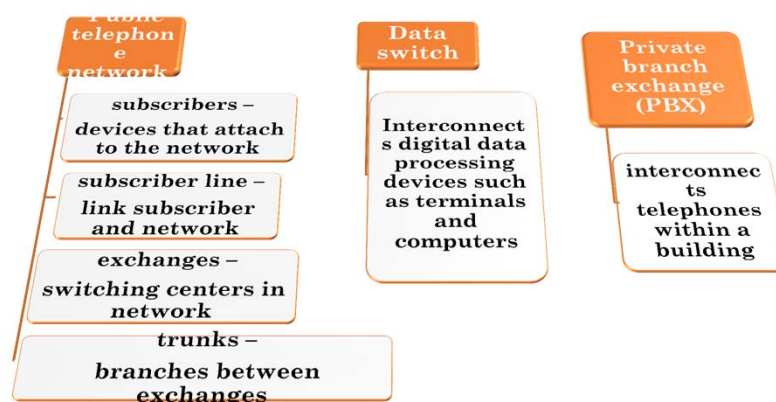 Public
telephon
e
network
subscribers –
devices that attach
to the network
subscriber line –
link subscriber
and network
exchanges –
switching centers in
network
trunks –
branches between
exchanges
Data
switch
Interconnect
s digital data
processing
devices such
as terminals
and
computers
Private
branch
exchange
(PBX)
interconne
cts
telephones
within a
building